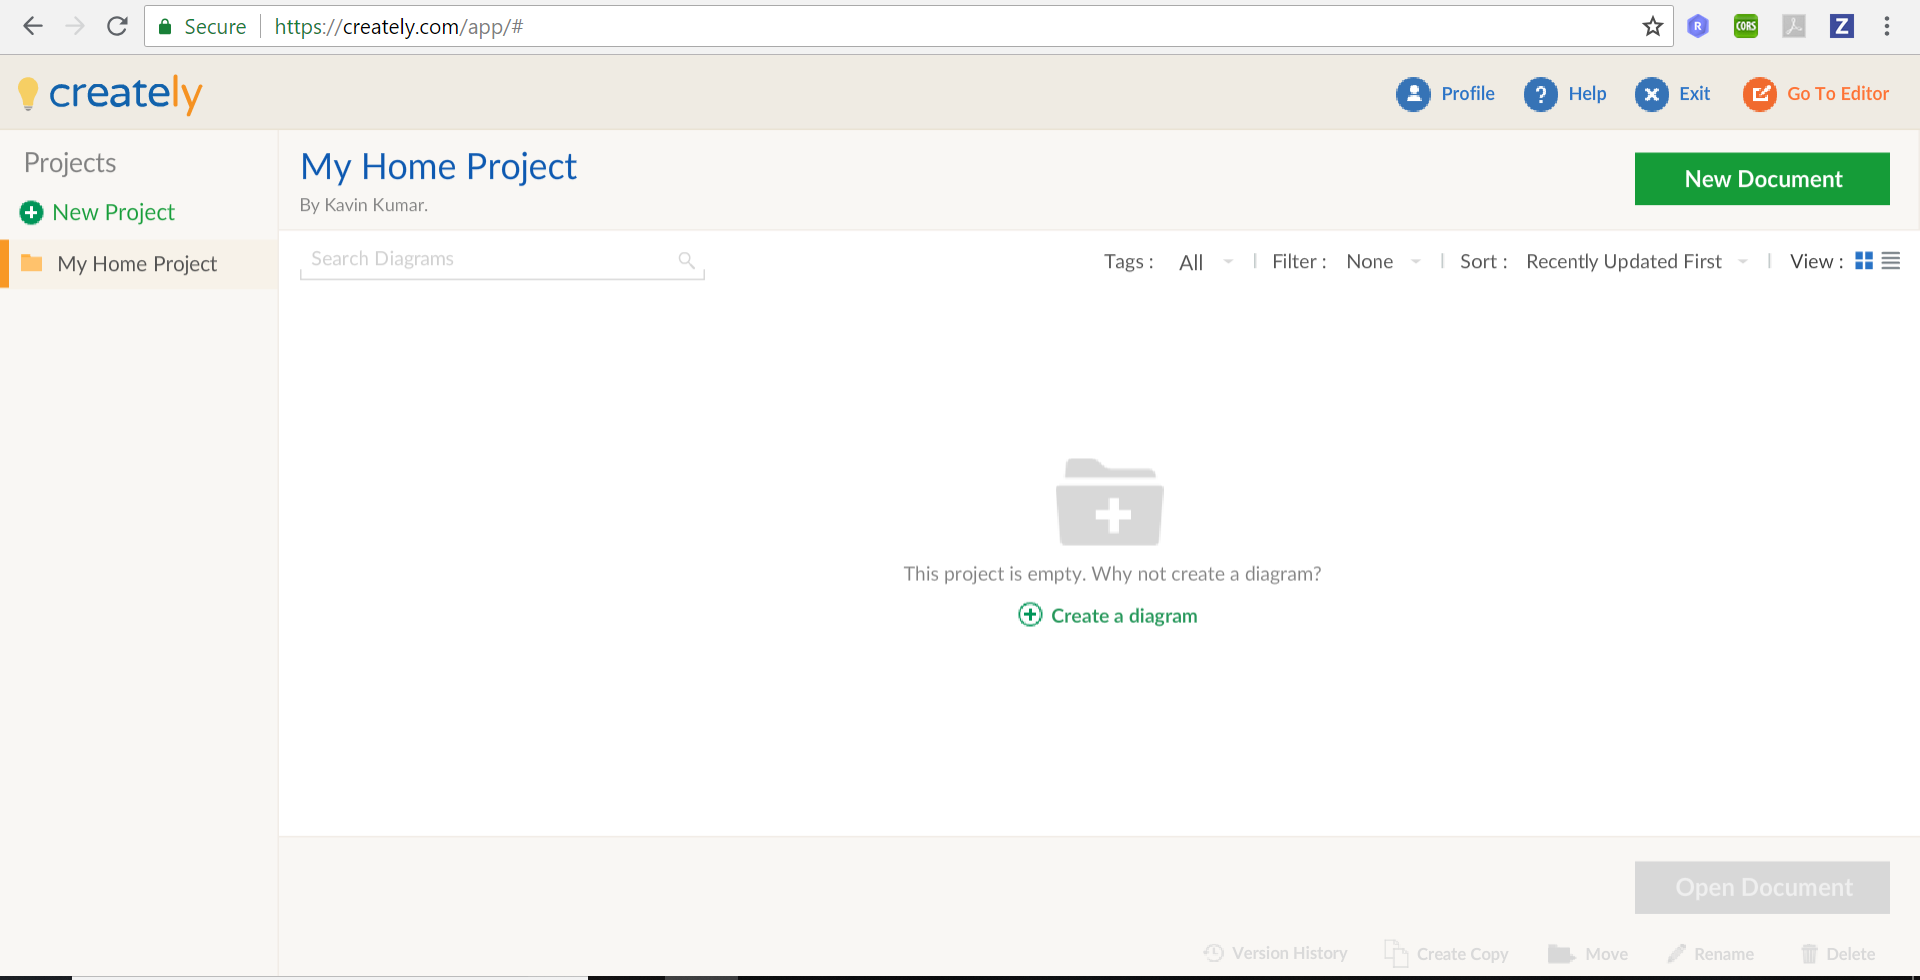 Secure https://creately.com/app/#
R CORS Z
creately
Profile Help Exit Go To Editor
Projects
New Project
My Home Project
My Home Project
By Kavin Kumar.
New Document
Search Diagrams
Tags : All Filter : None Sort : Recently Updated First View :
This project is empty. Why not create a diagram?
Create a diagram
Open Document
Version History Create Copy Move Rename Delete